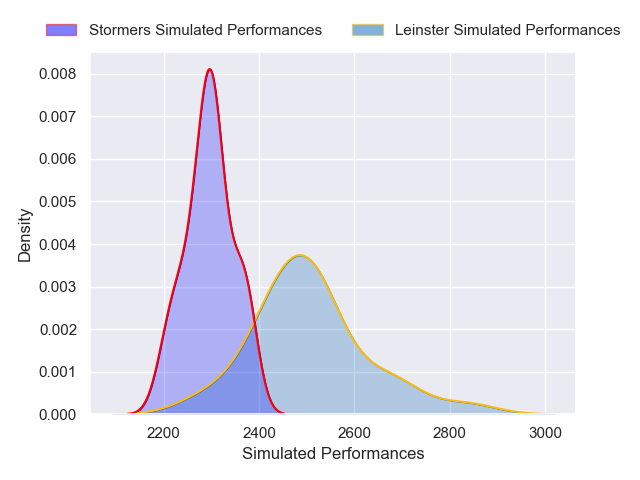 Stormers Simulated Performances
Leinster Simulated Performances
0.008
0.007
0.006
0.005
0.004
0.003
0.002
0.001
0.000
Density
2200 2400 2600 2800 3000
Simulated Performances